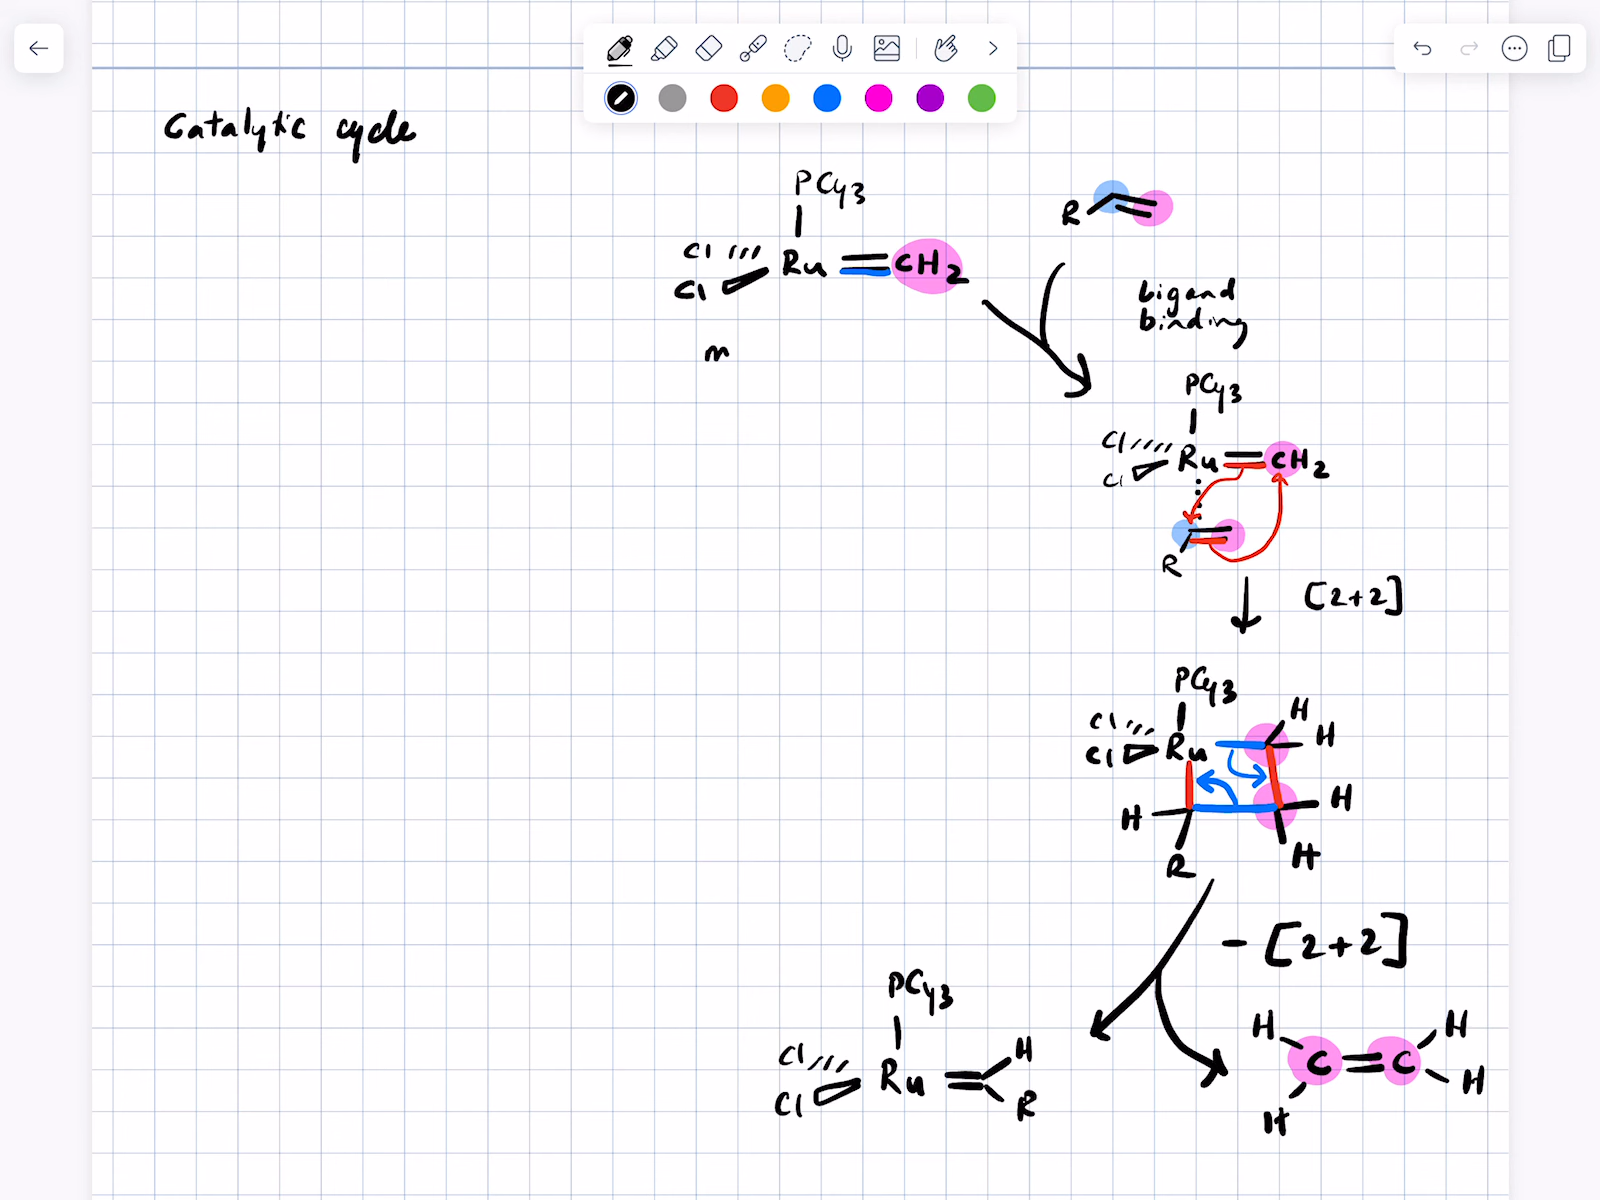 Catalytic cycle
PCy3
Cl
Ru
CH2
Cl
R
Ligand
binding
m
PCy3
Cl
Ru
CH2
Cl
R
[2+2]
PCy3
Cl
Ru
H
H
Cl
H
H
R
H
- [2+2]
PCy3
Cl
Ru
H
Cl
R
H
H
C
C
H
H